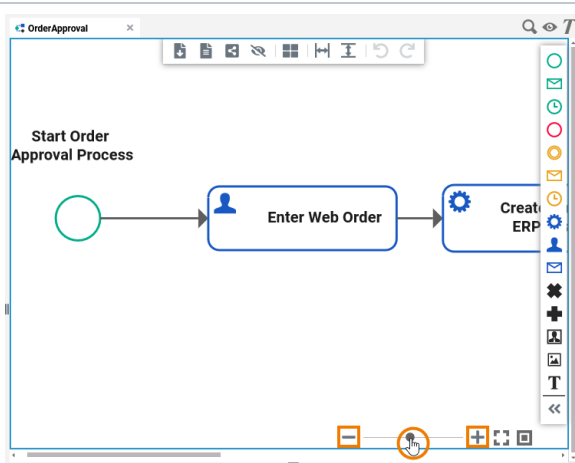 OrderApproval
T
Start Order
Approval Process
Enter Web Order
Create
ERP
T